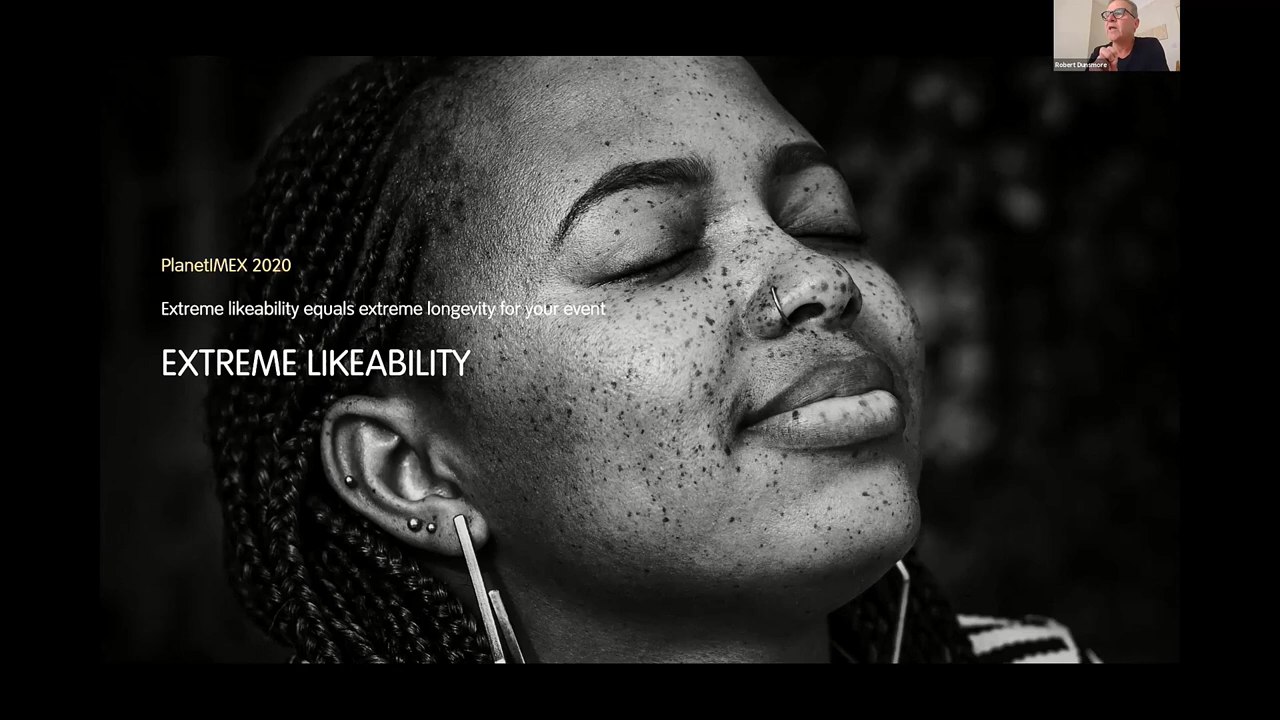 PlanetIMEX 2020
Extreme likeability equals extreme longevity for your event
EXTREME LIKEABILITY
Robert Dunsmore